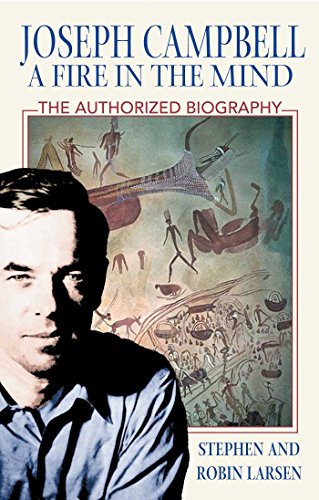 JOSEPH CAMPBELL
A FIRE IN THE MIND
THE AUTHORIZED BIOGRAPHY
STEPHEN AND
ROBIN LARSEN